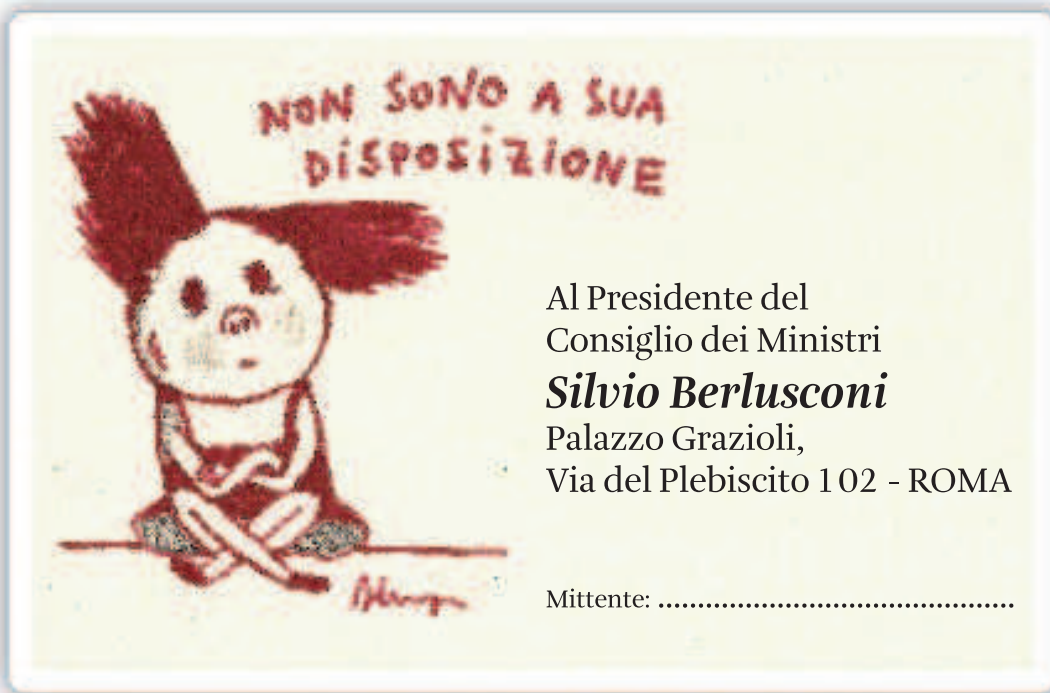 NON SONO A SUA
DISPOSIZIONE
Al Presidente del
Consiglio dei Ministri
Silvio Berlusconi
Palazzo Grazioli,
Via del Plebiscito 102 - ROMA
Mittente: ............................................